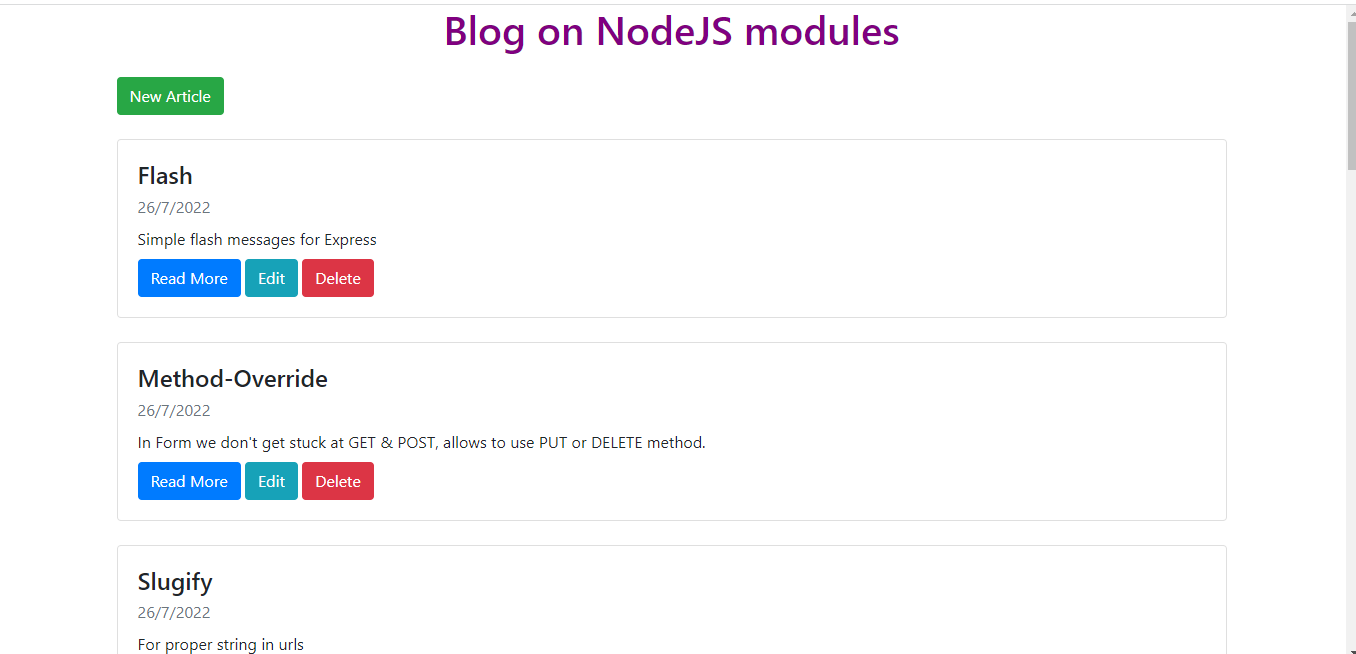 Blog on NodeJS modules
New Article
Flash
26/7/2022
Simple flash messages for Express
Read More Edit Delete
Method-Override
26/7/2022
In Form we don't get stuck at GET & POST, allows to use PUT or DELETE method.
Read More Edit Delete
Slugify
26/7/2022
For proper string in urls